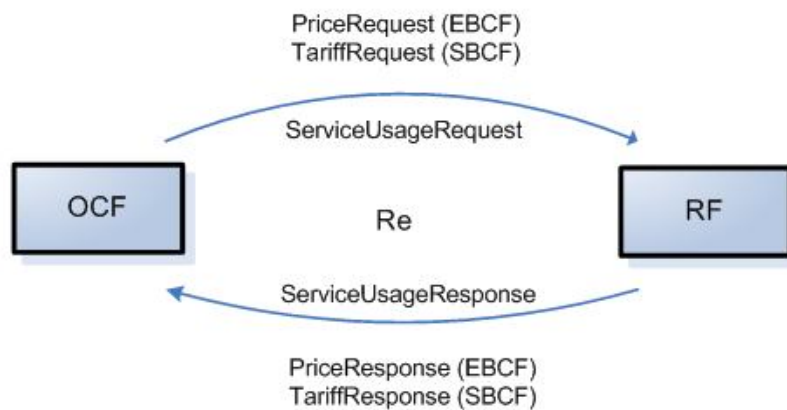 PriceRequest (EBCF)
TariffRequest (SBCF)
ServiceUsageRequest
OCF
Re
RF
ServiceUsageResponse
PriceResponse (EBCF)
TariffResponse (SBCF)